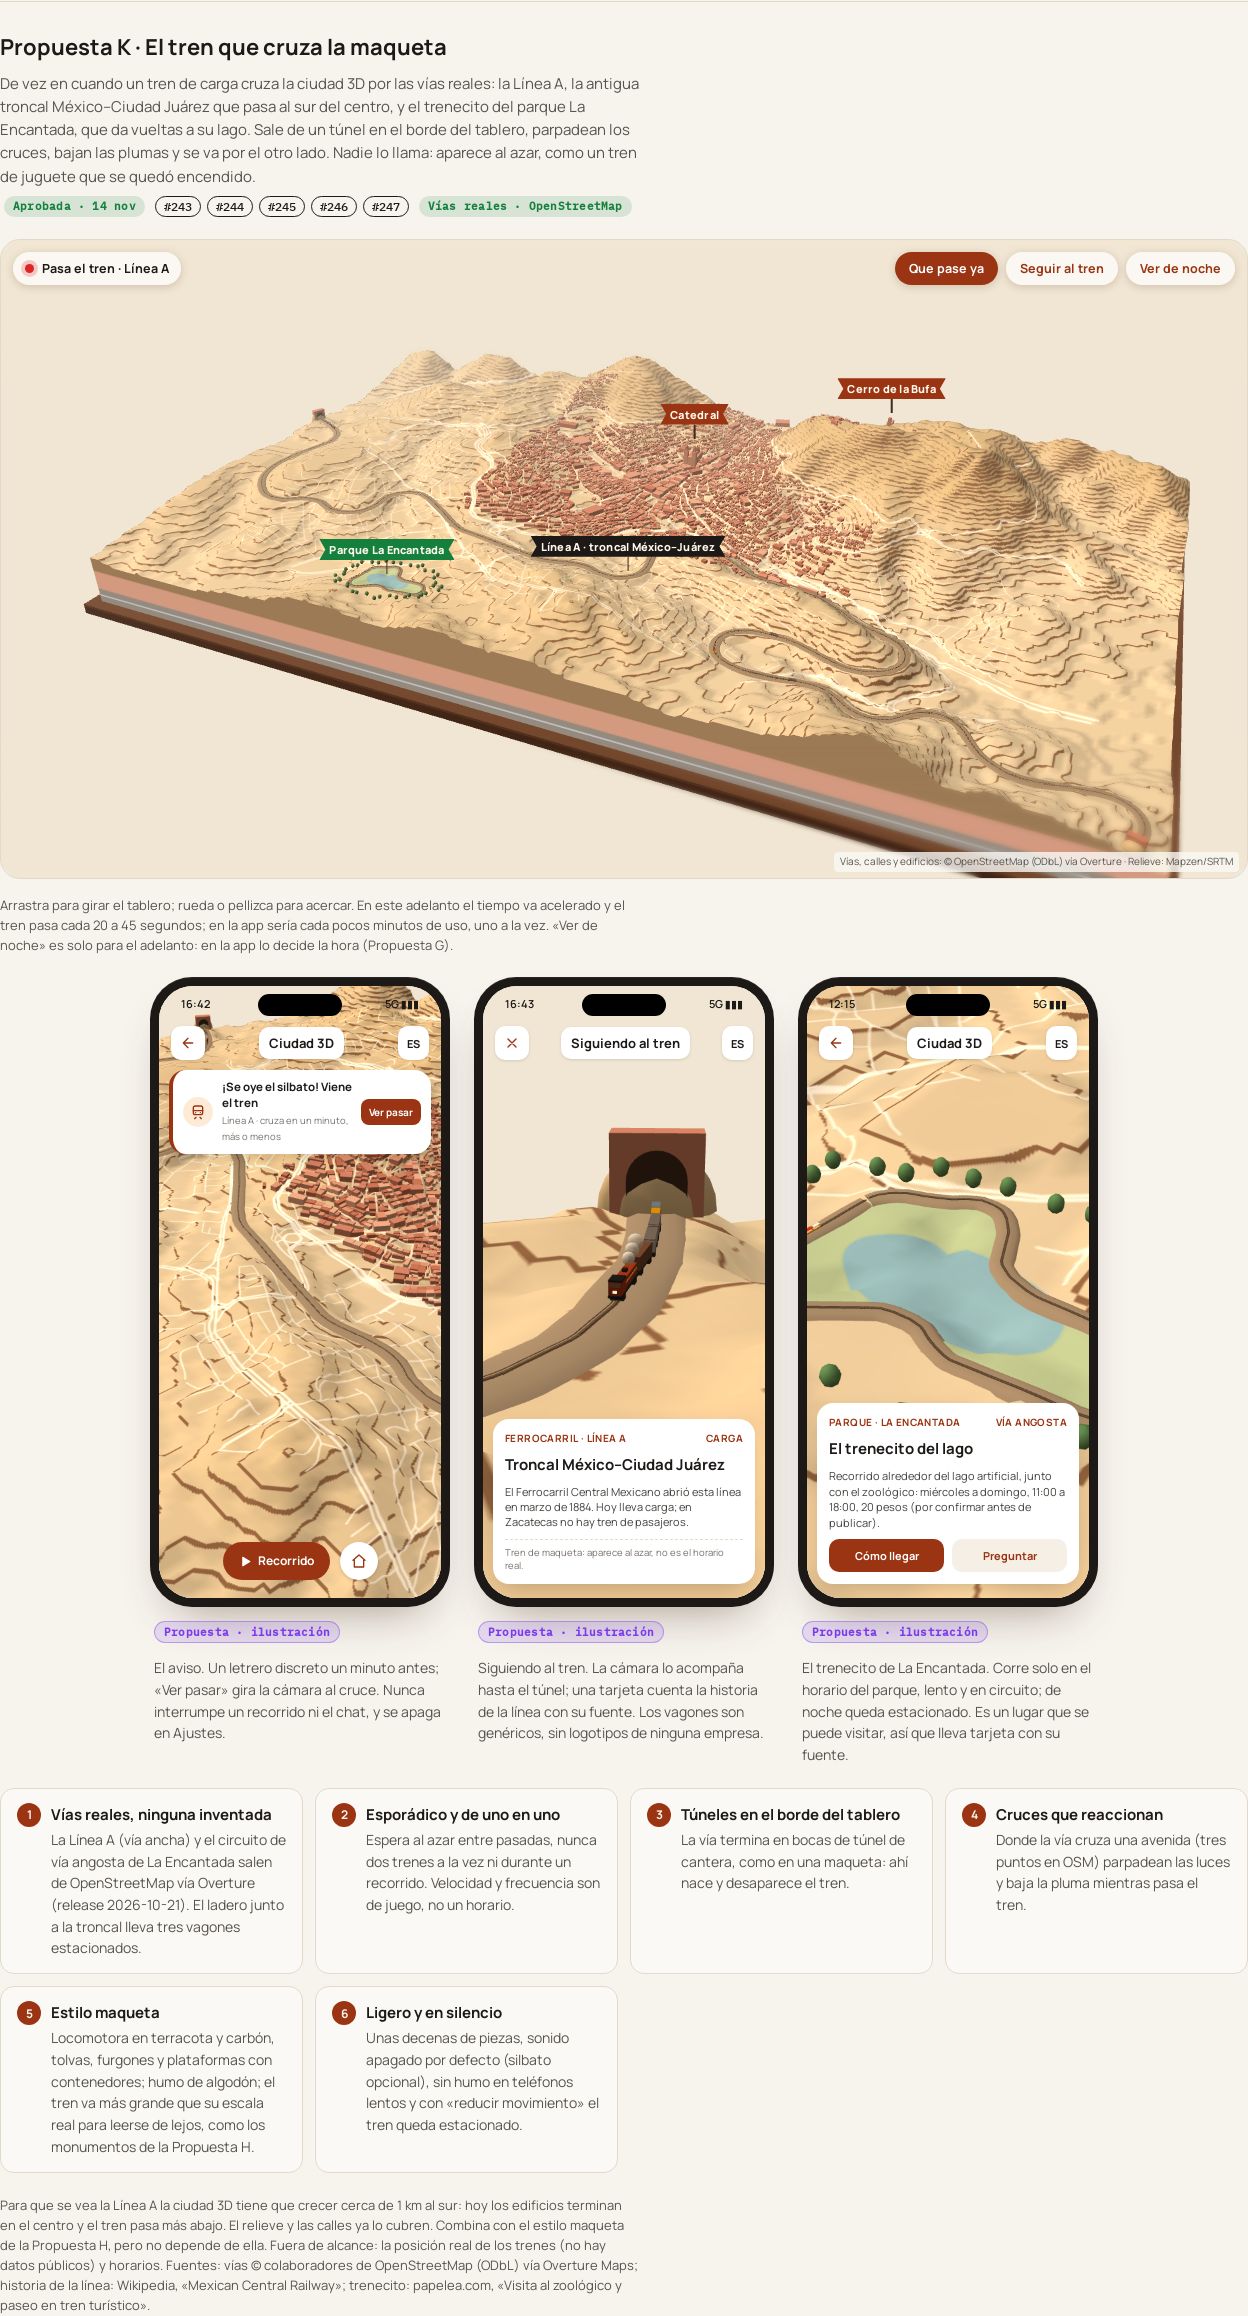 Propuesta K · El tren que cruza la maqueta
De vez en cuando un tren de carga cruza la ciudad 3D por las vías reales: la Línea A, la antigua
troncal México–Ciudad Juárez que pasa al sur del centro, y el trenecito del parque La
Encantada, que da vueltas a su lago. Sale de un túnel en el borde del tablero, parpadean los
cruces, bajan las plumas y se va por el otro lado. Nadie lo llama: aparece al azar, como un tren
de juguete que se quedó encendido.
Aprobada · 14 nov #243 #244 #245 #246 #247 Vías reales · OpenStreetMap
Pasa el tren · Línea A
Que pase ya
Seguir al tren
Ver de noche
Cerro de la Bufa
Catedral
Línea A · troncal México–Juárez
Parque La Encantada
Vías, calles y edificios: © OpenStreetMap (ODbL) vía Overture · Relieve: Mapzen/SRTM
Arrastra para girar el tablero; rueda o pellizca para acercar. En este adelanto el tiempo va acelerado y el
tren pasa cada 20 a 45 segundos; en la app sería cada pocos minutos de uso, uno a la vez. «Ver de
noche» es solo para el adelanto: en la app lo decide la hora (Propuesta G).
16:42
5G
Ciudad 3D
ES
¡Se oye el silbato! Viene
el tren
Línea A · cruza en un minuto,
más o menos
Ver pasar
Recorrido
Propuesta · ilustración
El aviso. Un letrero discreto un minuto antes;
«Ver pasar» gira la cámara al cruce. Nunca
interrumpe un recorrido ni el chat, y se apaga
en Ajustes.
16:43
5G
Siguiendo al tren
ES
FERROCARRIL · LÍNEA A
CARGA
Troncal México–Ciudad Juárez
El Ferrocarril Central Mexicano abrió esta línea
en marzo de 1884. Hoy lleva carga; en
Zacatecas no hay tren de pasajeros.
Tren de maqueta: aparece al azar, no es el horario
real.
Propuesta · ilustración
Siguiendo al tren. La cámara lo acompaña
hasta el túnel; una tarjeta cuenta la historia
de la línea con su fuente. Los vagones son
genéricos, sin logotipos de ninguna empresa.
12:15
5G
Ciudad 3D
ES
PARQUE · LA ENCANTADA
VÍA ANGOSTA
El trenecito del lago
Recorrido alrededor del lago artificial, junto
con el zoológico: miércoles a domingo, 11:00 a
18:00, 20 pesos (por confirmar antes de
publicar).
Cómo llegar
Preguntar
Propuesta · ilustración
El trenecito de La Encantada. Corre solo en el
horario del parque, lento y en circuito; de
noche queda estacionado. Es un lugar que se
puede visitar, así que lleva tarjeta con su
fuente.
1 Vías reales, ninguna inventada
La Línea A (vía ancha) y el circuito de
vía angosta de La Encantada salen
de OpenStreetMap vía Overture
(release 2026-10-21). El ladero junto
a la troncal lleva tres vagones
estacionados.
2 Esporádico y de uno en uno
Espera al azar entre pasadas, nunca
dos trenes a la vez ni durante un
recorrido. Velocidad y frecuencia son
de juego, no un horario.
3 Túneles en el borde del tablero
La vía termina en bocas de túnel de
cantera, como en una maqueta: ahí
nace y desaparece el tren.
4 Cruces que reaccionan
Donde la vía cruza una avenida (tres
puntos en OSM) parpadean las luces
y baja la pluma mientras pasa el
tren.
5 Estilo maqueta
Locomotora en terracota y carbón,
tolvas, furgones y plataformas con
contenedores; humo de algodón; el
tren va más grande que su escala
real para leerse de lejos, como los
monumentos de la Propuesta H.
6 Ligero y en silencio
Unas decenas de piezas, sonido
apagado por defecto (silbato
opcional), sin humo en teléfonos
lentos y con «reducir movimiento» el
tren queda estacionado.
Para que se vea la Línea A la ciudad 3D tiene que crecer cerca de 1 km al sur: hoy los edificios terminan
en el centro y el tren pasa más abajo. El relieve y las calles ya lo cubren. Combina con el estilo maqueta
de la Propuesta H, pero no depende de ella. Fuera de alcance: la posición real de los trenes (no hay
datos públicos) y horarios. Fuentes: vías © colaboradores de OpenStreetMap (ODbL) vía Overture Maps;
historia de la línea: Wikipedia, «Mexican Central Railway»; trenecito: papelea.com, «Visita al zoológico y
paseo en tren turístico».